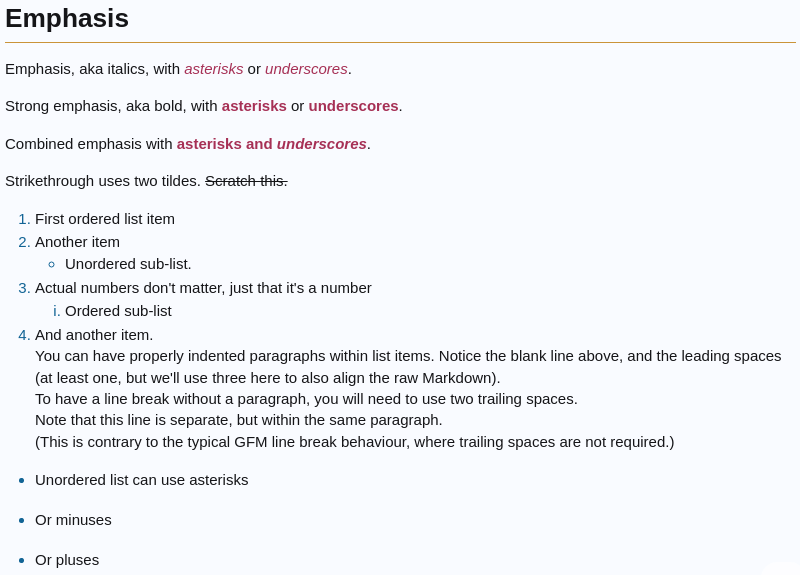 Emphasis
Emphasis, aka italics, with asterisks or underscores.
Strong emphasis, aka bold, with asterisks or underscores.
Combined emphasis with asterisks and underscores.
Strikethrough uses two tildes. Scratch this.
1. First ordered list item
2. Another item
◦ Unordered sub-list.
3. Actual numbers don't matter, just that it's a number
i. Ordered sub-list
4. And another item.
You can have properly indented paragraphs within list items. Notice the blank line above, and the leading spaces
(at least one, but we'll use three here to also align the raw Markdown).
To have a line break without a paragraph, you will need to use two trailing spaces.
Note that this line is separate, but within the same paragraph.
(This is contrary to the typical GFM line break behaviour, where trailing spaces are not required.)
• Unordered list can use asterisks
• Or minuses
• Or pluses